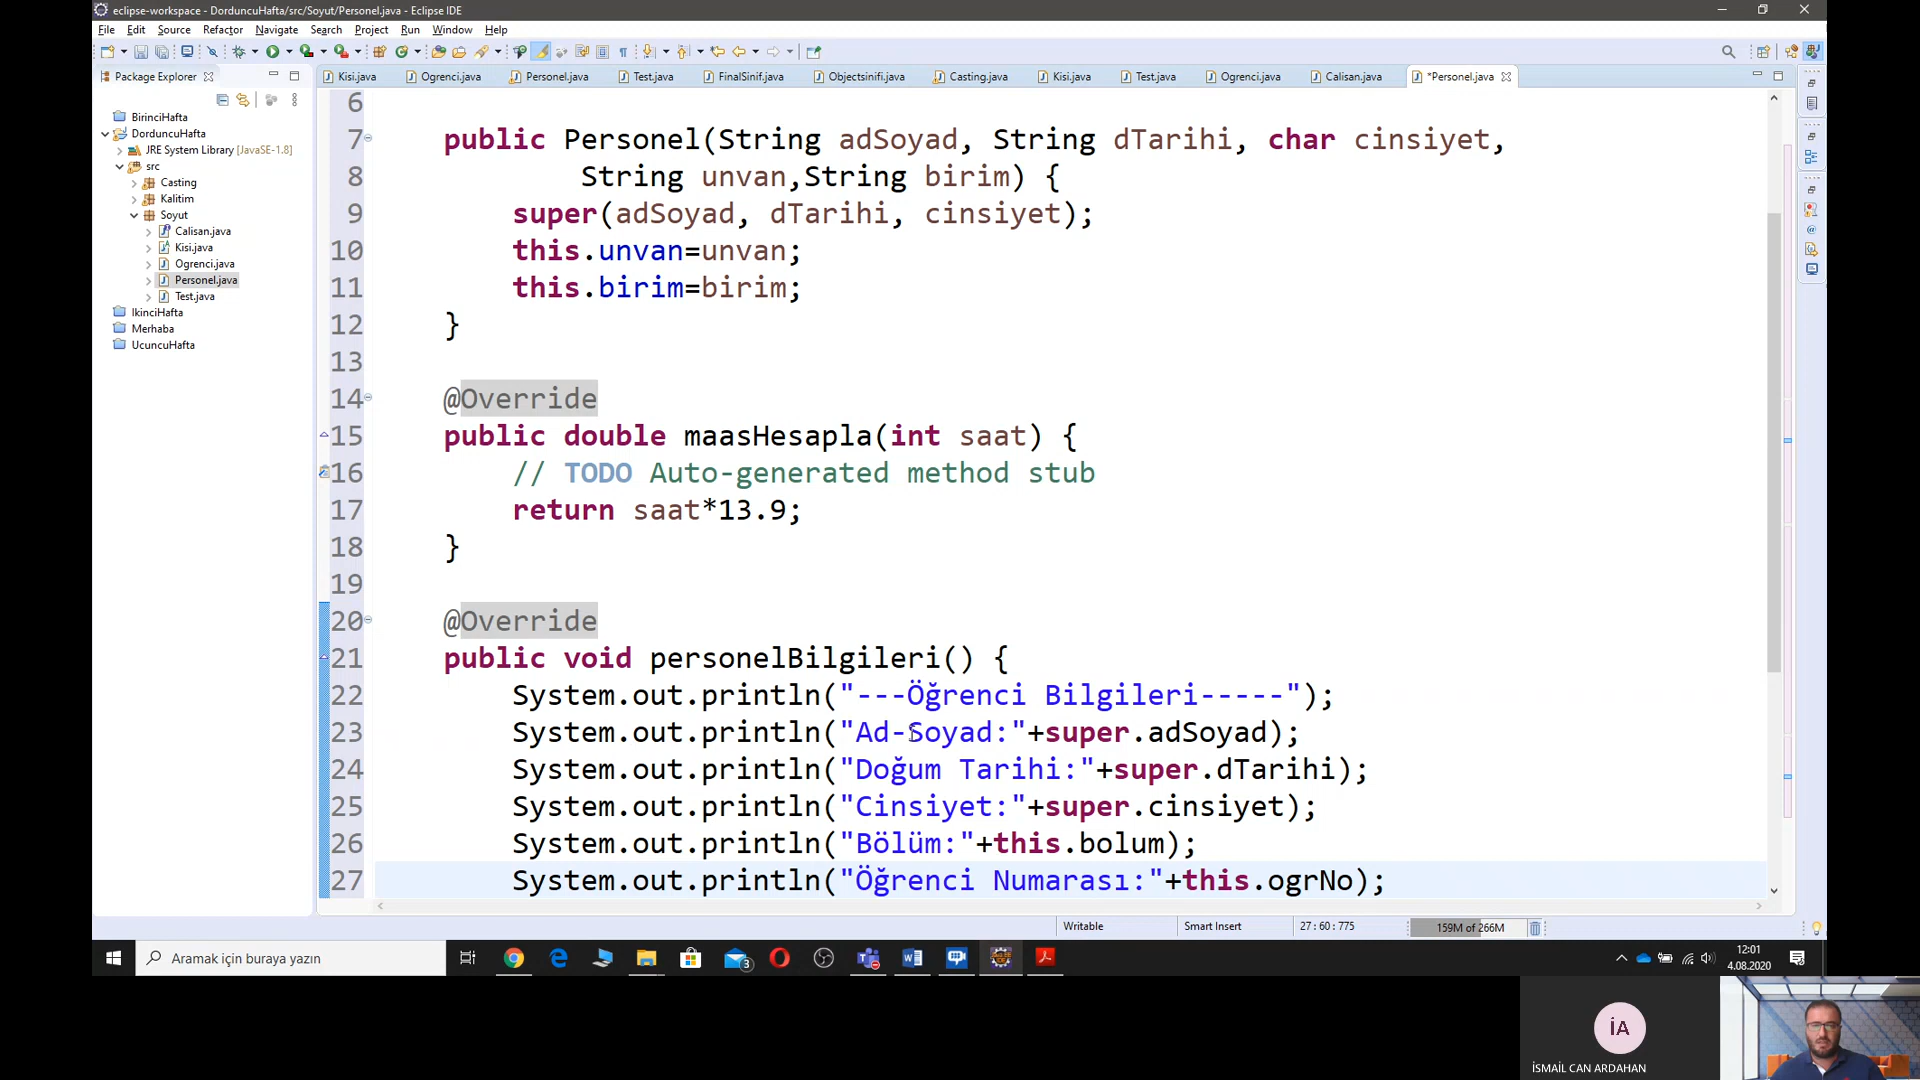 eclipse-workspace - DorduncuHafta/src/Soyut/Personel.java - Eclipse IDE
File Edit Source Refactor Navigate Search Project Run Window Help
Package Explorer
Kisi.java Ogrenci.java Personel.java Test.java FinalSinif.java Objectsinifi.java Casting.java Kisi.java Test.java Ogrenci.java Calisan.java *Personel.java
BirinciHafta
DorduncuHafta
JRE System Library [JavaSE-1.8]
src
Casting
Kalitim
Soyut
Calisan.java
Kisi.java
Ogrenci.java
Personel.java
Test.java
IkinciHafta
Merhaba
UcuncuHafta
6
7 public Personel(String adSoyad, String dTarihi, char cinsiyet,
8 String unvan,String birim) {
9 super(adSoyad, dTarihi, cinsiyet);
10 this.unvan=unvan;
11 this.birim=birim;
12 }
13
14 @Override
15 public double maasHesapla(int saat) {
16 // TODO Auto-generated method stub
17 return saat*13.9;
18 }
19
20 @Override
21 public void personelBilgileri() {
22 System.out.println("---Öğrenci Bilgileri-----");
23 System.out.println("Ad-Soyad:"+super.adSoyad);
24 System.out.println("Doğum Tarihi:"+super.dTarihi);
25 System.out.println("Cinsiyet:"+super.cinsiyet);
26 System.out.println("Bölüm:"+this.bolum);
27 System.out.println("Öğrenci Numarası:"+this.ogrNo);
Writable Smart Insert 27 : 60 : 775 159M of 266M
Aramak için buraya yazın
3
12:01
4.08.2020
İA
İSMAİL CAN ARDAHAN